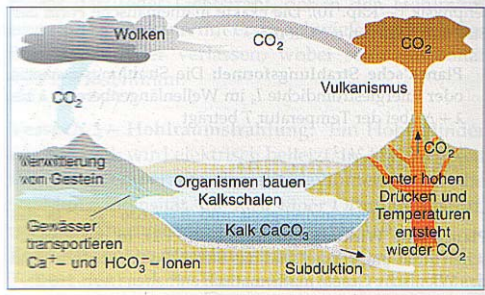 Wolken
CO₂
CO₂
Vulkanismus
CO₂
CO₂
Verwitterung
vom Gestein
Organismen bauen
Kalkschalen
unter hohen
Drücken und
Temperaturen
entsteht
wieder CO₂
Gewässer
transportieren
Ca⁺– und HCO₃⁻–Ionen
Kalk CaCO₃
Subduktion